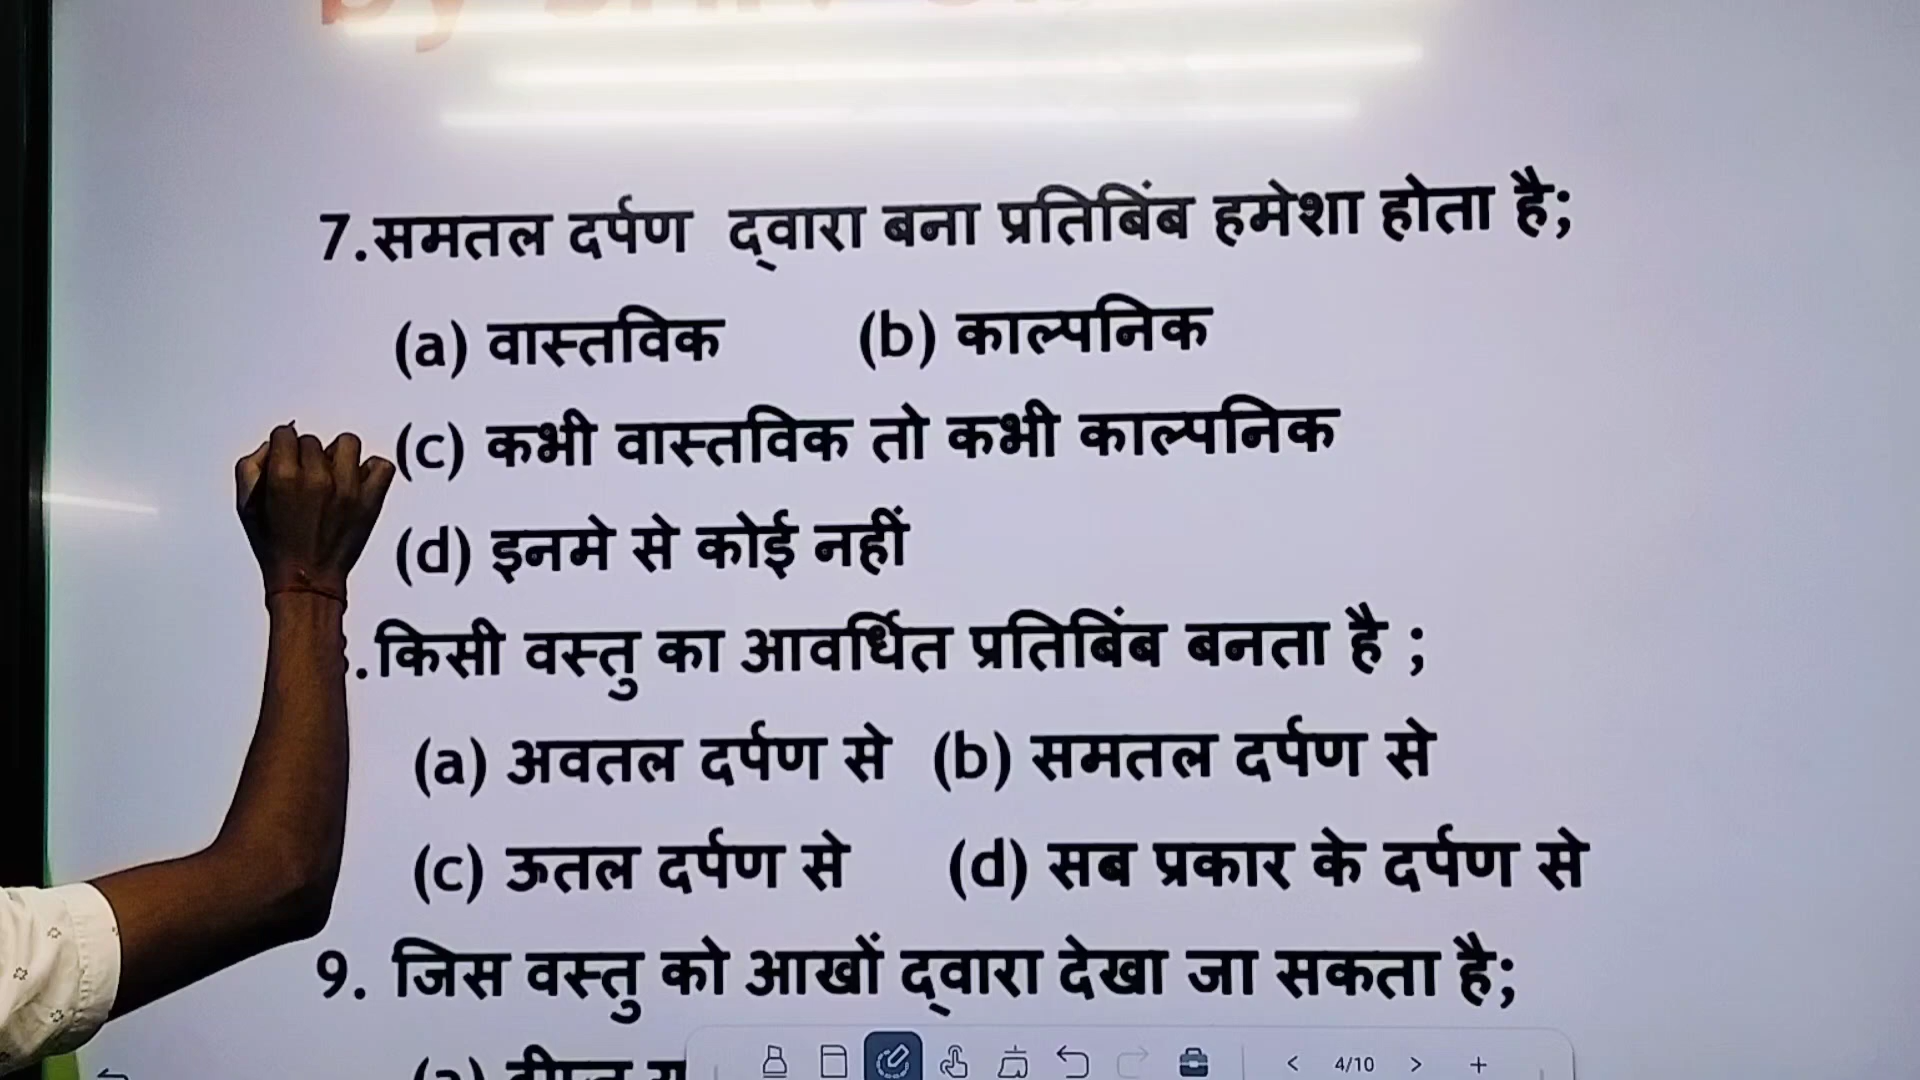 7.समतल दर्पण द्वारा बना प्रतिबिंब हमेशा होता है;
(a) वास्तविक (b) काल्पनिक
(c) कभी वास्तविक तो कभी काल्पनिक
(d) इनमे से कोई नहीं
.किसी वस्तु का आवर्धित प्रतिबिंब बनता है ;
(a) अवतल दर्पण से (b) समतल दर्पण से
(c) ऊतल दर्पण से (d) सब प्रकार के दर्पण से
9. जिस वस्तु को आखों द्वारा देखा जा सकता है;
4/10